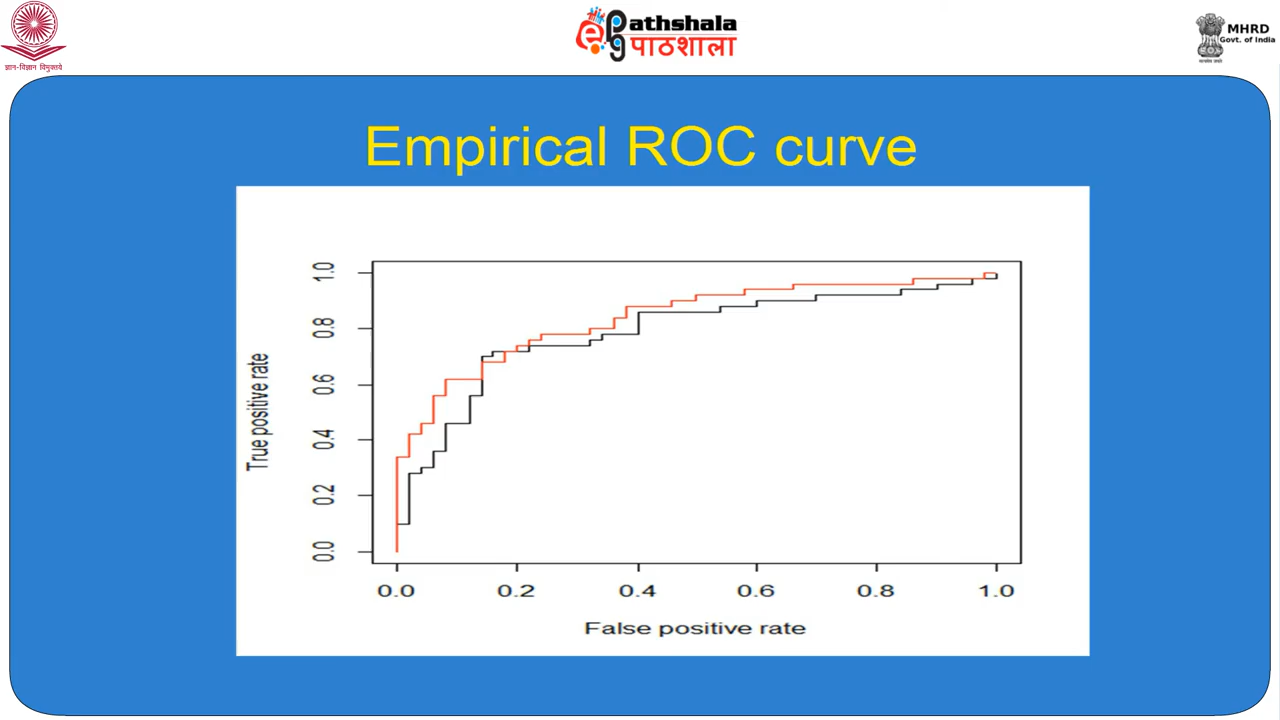 ज्ञान-विज्ञान विमुक्तये
e
Pathshala
pg
पाठशाला
MHRD
Govt. of India
Empirical ROC curve
True positive rate
1.0
0.8
0.6
0.4
0.2
0.0
0.0 0.2 0.4 0.6 0.8 1.0
False positive rate